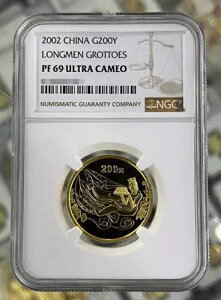 2002 CHINA G200Y
LONGMEN GROTTOES
PF 69 ULTRA CAMEO
NUMISMATIC GUARANTY COMPANY
NGC
200元